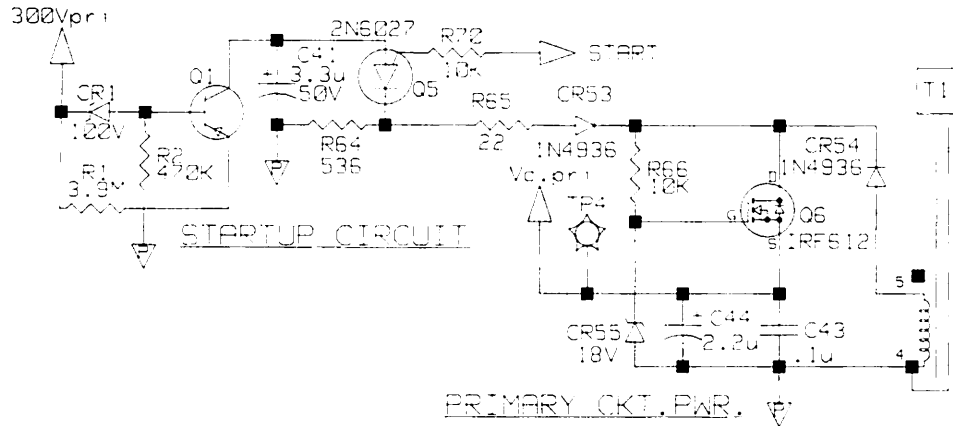 300Vpri
2N6027
R70
10K
START
C41
3.3u
50V
Q1
Q5
CR1
100V
R65
22
CR53
1N4936
T1
R2
470K
R1
3.9M
R64
536
Vc.pri
R66
10K
CR54
1N4936
TP4
D
G
S
Q6
IRF612
P
P
STARTUP CIRCUIT
5
CR55
18V
+
C44
2.2u
C43
.1u
4
PRIMARY CKT.PWR.
P